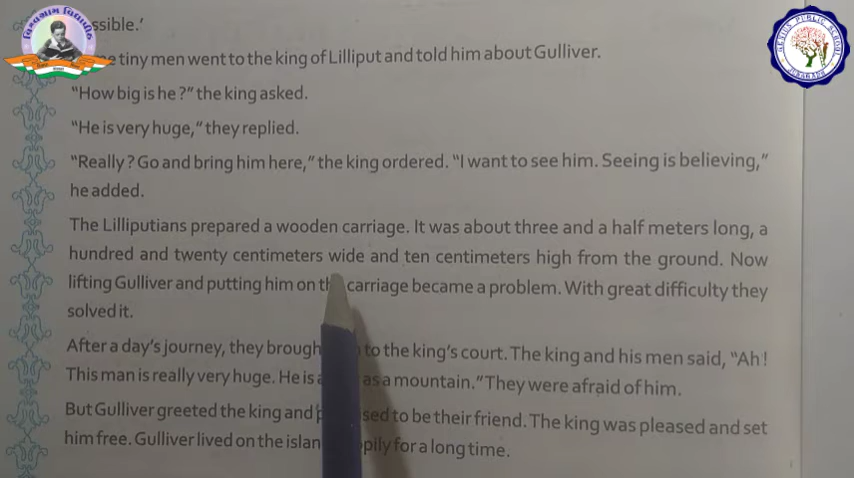 વિશ્વગ્રામ વિદ્યાપીઠ
GENIUS PUBLIC SCHOOL
ssible.'
tiny men went to the king of Lilliput and told him about Gulliver.
"How big is he ?" the king asked.
"He is very huge," they replied.
"Really ? Go and bring him here," the king ordered. "I want to see him. Seeing is believing,"
he added.
The Lilliputians prepared a wooden carriage. It was about three and a half meters long, a
hundred and twenty centimeters wide and ten centimeters high from the ground. Now
lifting Gulliver and putting him on the carriage became a problem. With great difficulty they
solved it.
After a day's journey, they brough to the king's court. The king and his men said, "Ah!
This man is really very huge. He is as a mountain." They were afraid of him.
But Gulliver greeted the king and p sed to be their friend. The king was pleased and set
him free. Gulliver lived on the islan pily for a long time.